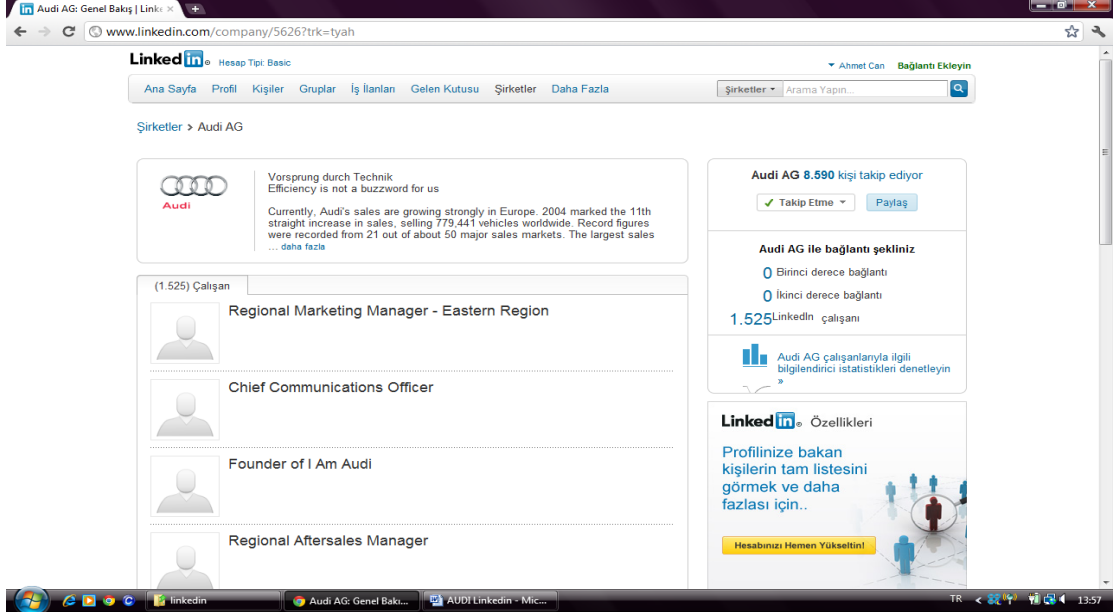 Audi AG: Genel Bakış | Linke
www.linkedin.com/company/5626?trk=tyah
Linked in® Hesap Tipi: Basic
Ahmet Can Bağlantı Ekleyin
Ana Sayfa Profil Kişiler Gruplar İş İlanları Gelen Kutusu Şirketler Daha Fazla
Şirketler Arama Yapın...
Şirketler > Audi AG
Audi
Vorsprung durch Technik
Efficiency is not a buzzword for us
Currently, Audi's sales are growing strongly in Europe. 2004 marked the 11th
straight increase in sales, selling 779,441 vehicles worldwide. Record figures
were recorded from 21 out of about 50 major sales markets. The largest sales
... daha fazla
(1.525) Çalışan
Regional Marketing Manager - Eastern Region
Chief Communications Officer
Founder of I Am Audi
Regional Aftersales Manager
Audi AG 8.590 kişi takip ediyor
Takip Etme Paylaş
Audi AG ile bağlantı şekliniz
0 Birinci derece bağlantı
0 İkinci derece bağlantı
1.525 LinkedIn çalışanı
Audi AG çalışanlarıyla ilgili
bilgilendirici istatistikleri denetleyin
»
Linked in® Özellikleri
Profilinize bakan
kişilerin tam listesini
görmek ve daha
fazlası için..
Hesabınızı Hemen Yükseltin!
linkedin
Audi AG: Genel Bakı...
AUDI Linkedin - Mic...
TR
13:57